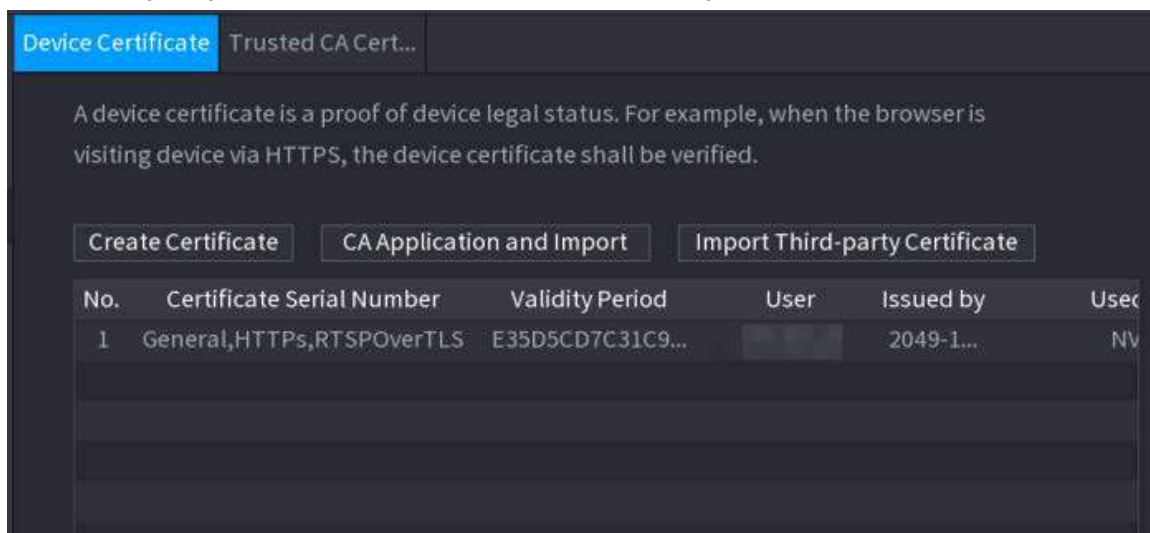 Device Certificate Trusted CA Cert...
A device certificate is a proof of device legal status. For example, when the browser is
visiting device via HTTPS, the device certificate shall be verified.
Create Certificate CA Application and Import Import Third-party Certificate
No. Certificate Serial Number Validity Period User Issued by Used
1 General,HTTPs,RTSPOverTLS E35D5CD7C31C9... 2049-1... NV